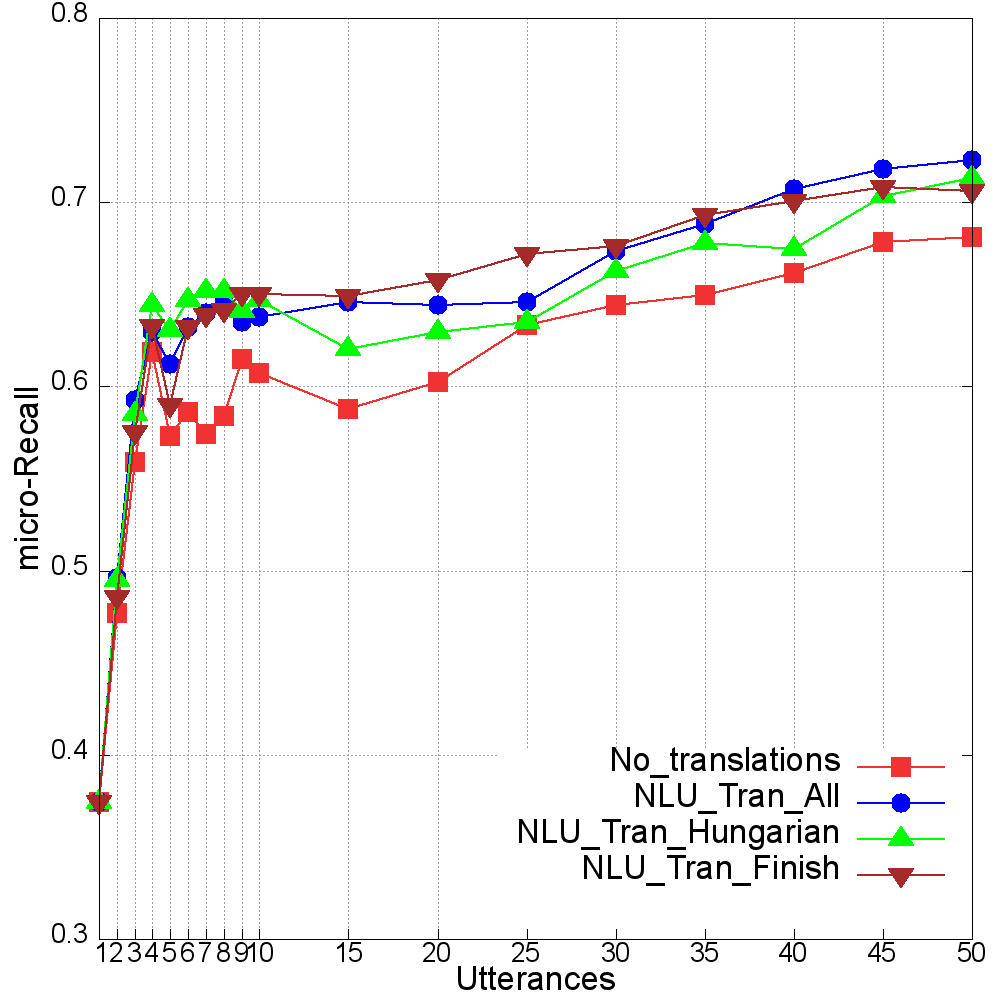 0.8
0.7
0.6
0.5
0.4
0.3
micro-Recall
No_translations
NLU_Tran_All
NLU_Tran_Hungarian
NLU_Tran_Finish
1 2 3 4 5 6 7 8 9 10 15 20 25 30 35 40 45 50
Utterances